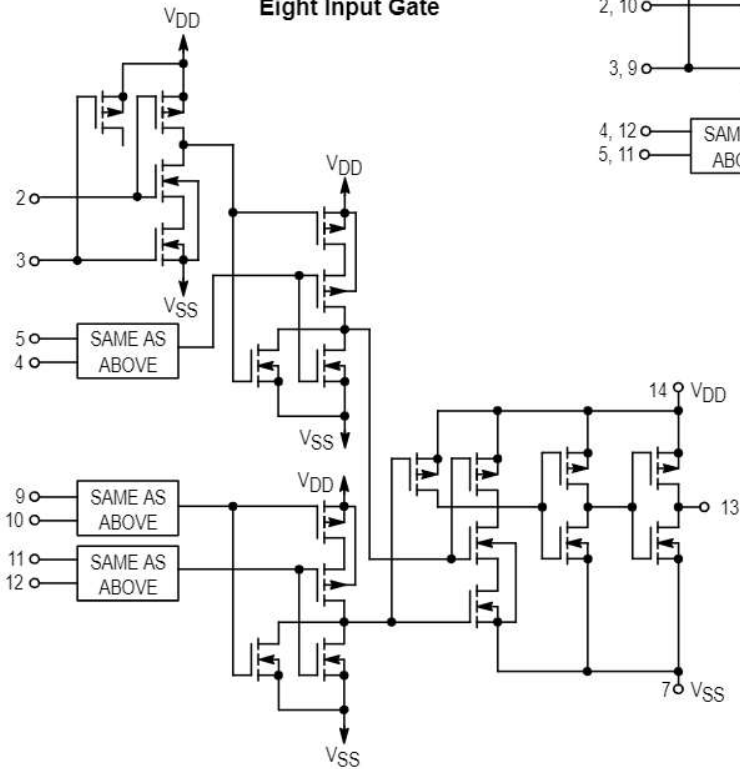 Eight Input Gate
2, 10
3, 9
4, 12
5, 11
VDD
2
3
VSS
5
4
SAME AS
ABOVE
VDD
VSS
9
10
SAME AS
ABOVE
11
12
SAME AS
ABOVE
VDD
VSS
14 VDD
13
7 VSS